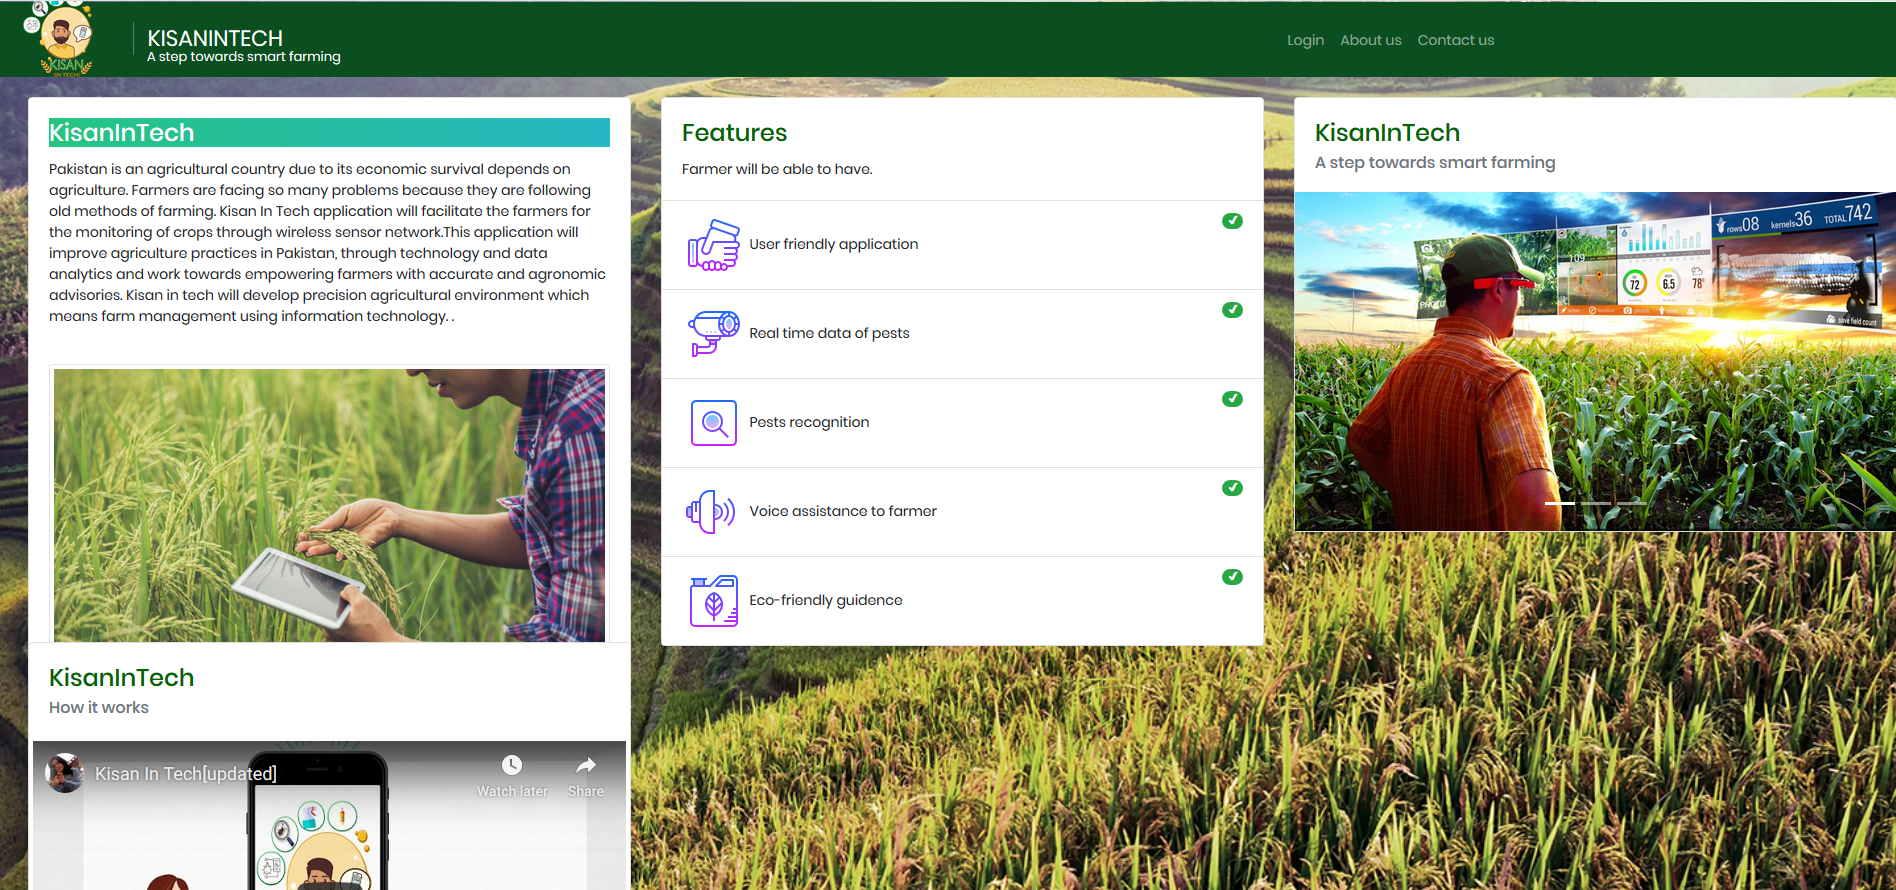 KISAN
IN TECH
KISANINTECH
A step towards smart farming
Login
About us
Contact us
KisanInTech
Pakistan is an agricultural country due to its economic survival depends on
agriculture. Farmers are facing so many problems because they are following
old methods of farming. Kisan In Tech application will facilitate the farmers for
the monitoring of crops through wireless sensor network.This application will
improve agriculture practices in Pakistan, through technology and data
analytics and work towards empowering farmers with accurate and agronomic
advisories. Kisan in tech will develop precision agricultural environment which
means farm management using information technology. .
KisanInTech
How it works
Kisan In Tech[updated]
Watch later
Share
Features
Farmer will be able to have.
User friendly application
Real time data of pests
Pests recognition
Voice assistance to farmer
Eco-friendly guidence
KisanInTech
A step towards smart farming
rows 08 kernels 36 TOTAL 742
109
72
6.5
78°
PHOTO
location
photos
save field count